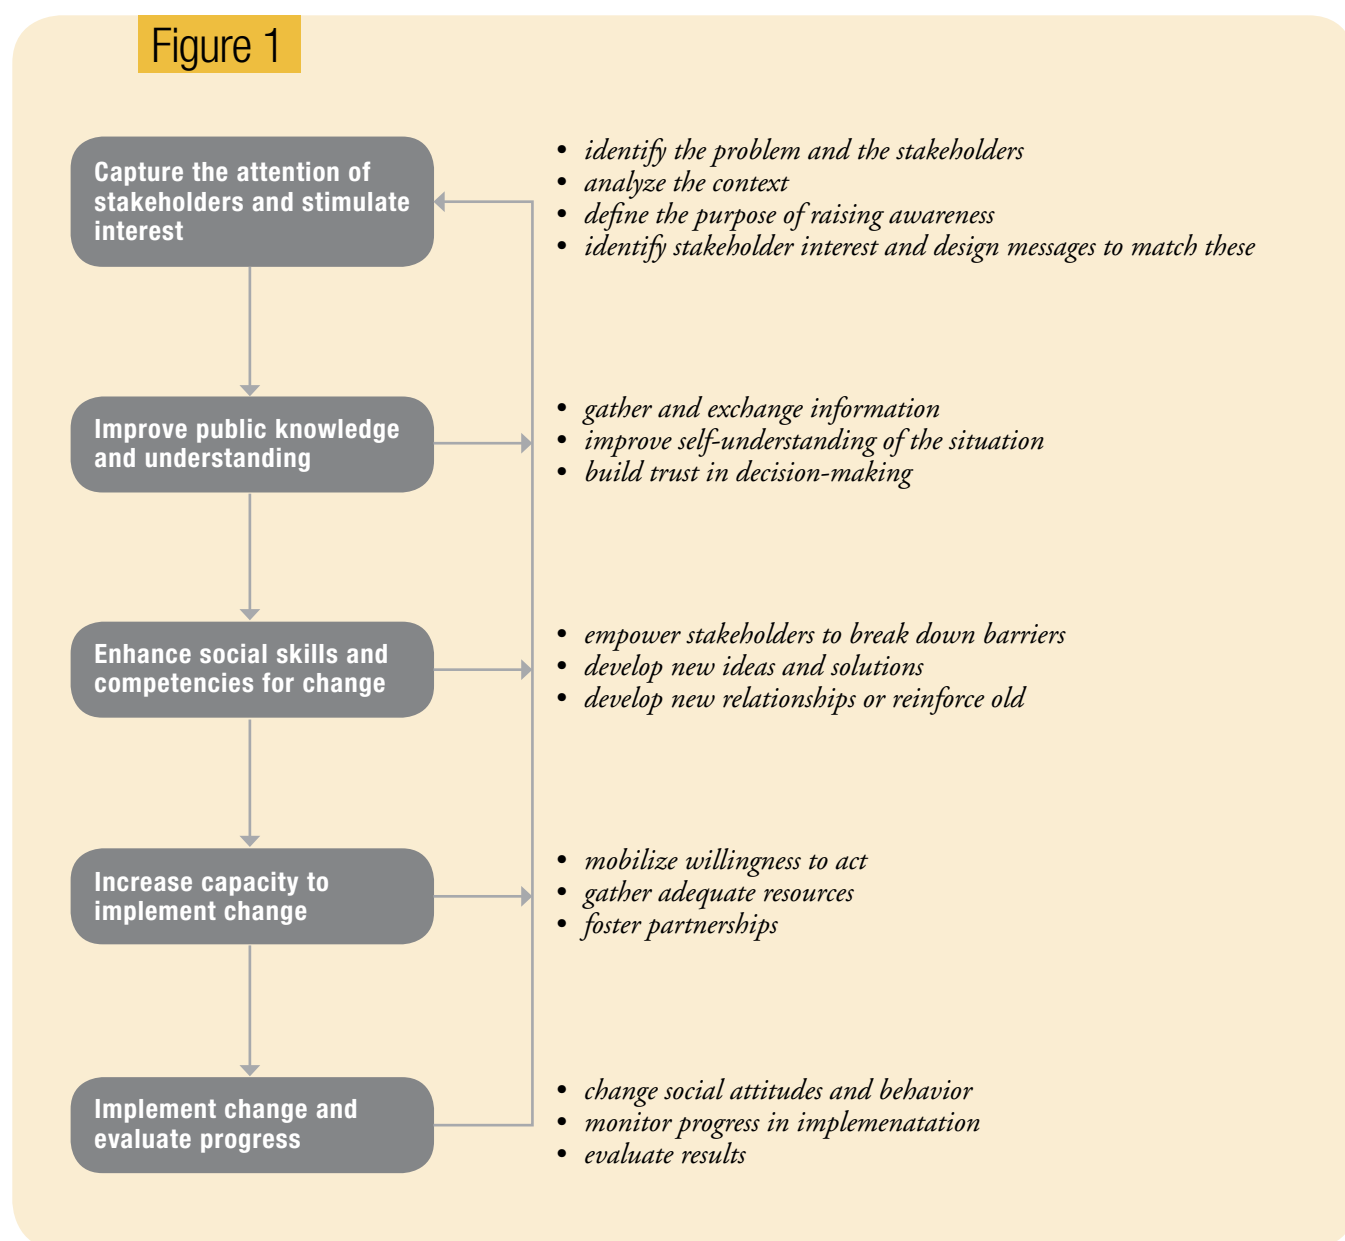 Figure 1
Capture the attention of
stakeholders and stimulate
interest
• identify the problem and the stakeholders
• analyze the context
• define the purpose of raising awareness
• identify stakeholder interest and design messages to match these
Improve public knowledge
and understanding
• gather and exchange information
• improve self-understanding of the situation
• build trust in decision-making
Enhance social skills and
competencies for change
• empower stakeholders to break down barriers
• develop new ideas and solutions
• develop new relationships or reinforce old
Increase capacity to
implement change
• mobilize willingness to act
• gather adequate resources
• foster partnerships
Implement change and
evaluate progress
• change social attitudes and behavior
• monitor progress in implemenatation
• evaluate results